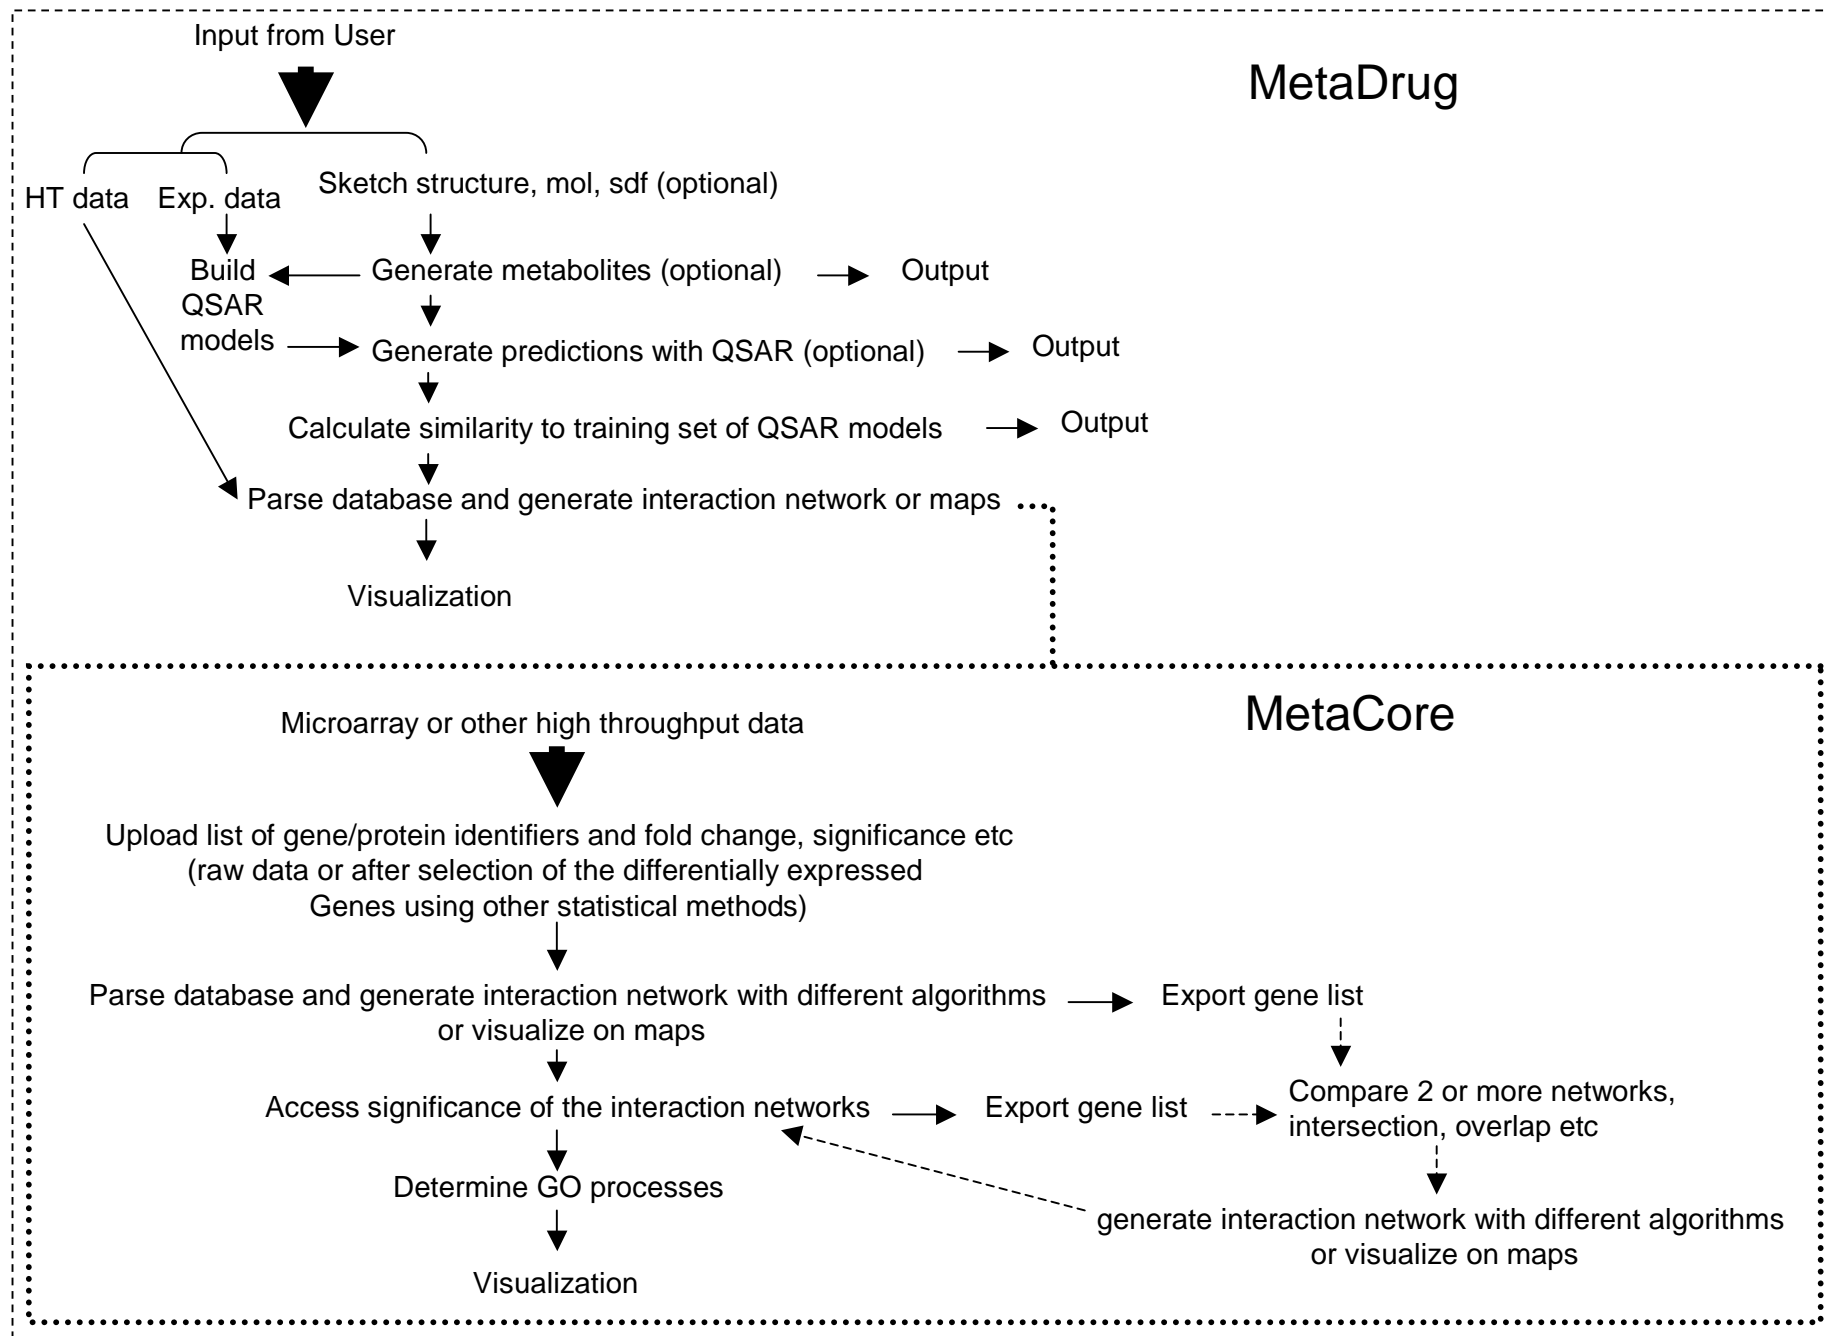 Input from User
MetaDrug
HT data
Exp. data
Sketch structure, mol, sdf (optional)
Build
QSAR
models
Generate metabolites (optional)
Output
Generate predictions with QSAR (optional)
Output
Calculate similarity to training set of QSAR models
Output
Parse database and generate interaction network or maps
Visualization
MetaCore
Microarray or other high throughput data
Upload list of gene/protein identifiers and fold change, significance etc
(raw data or after selection of the differentially expressed
Genes using other statistical methods)
Parse database and generate interaction network with different algorithms
or visualize on maps
Export gene list
Access significance of the interaction networks
Export gene list
Compare 2 or more networks,
intersection, overlap etc
Determine GO processes
generate interaction network with different algorithms
or visualize on maps
Visualization